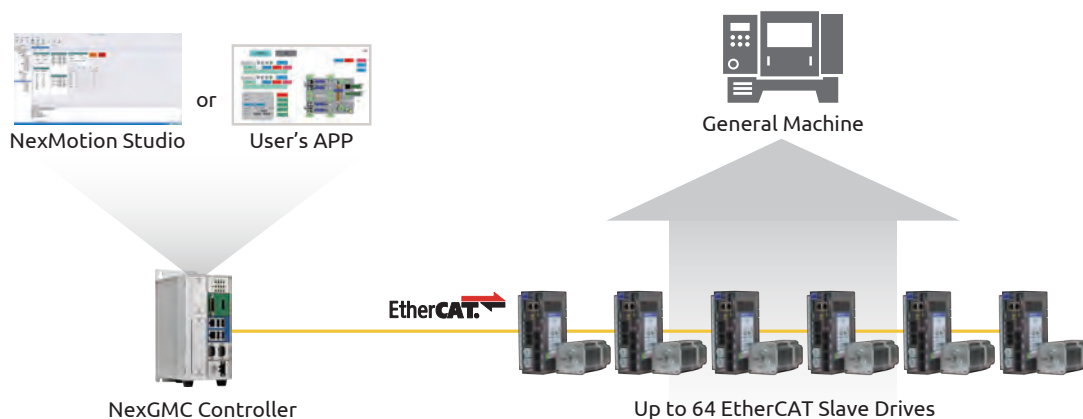 NexMotion Studio
or
User's APP
General Machine
EtherCAT.
NexGMC Controller
Up to 64 EtherCAT Slave Drives